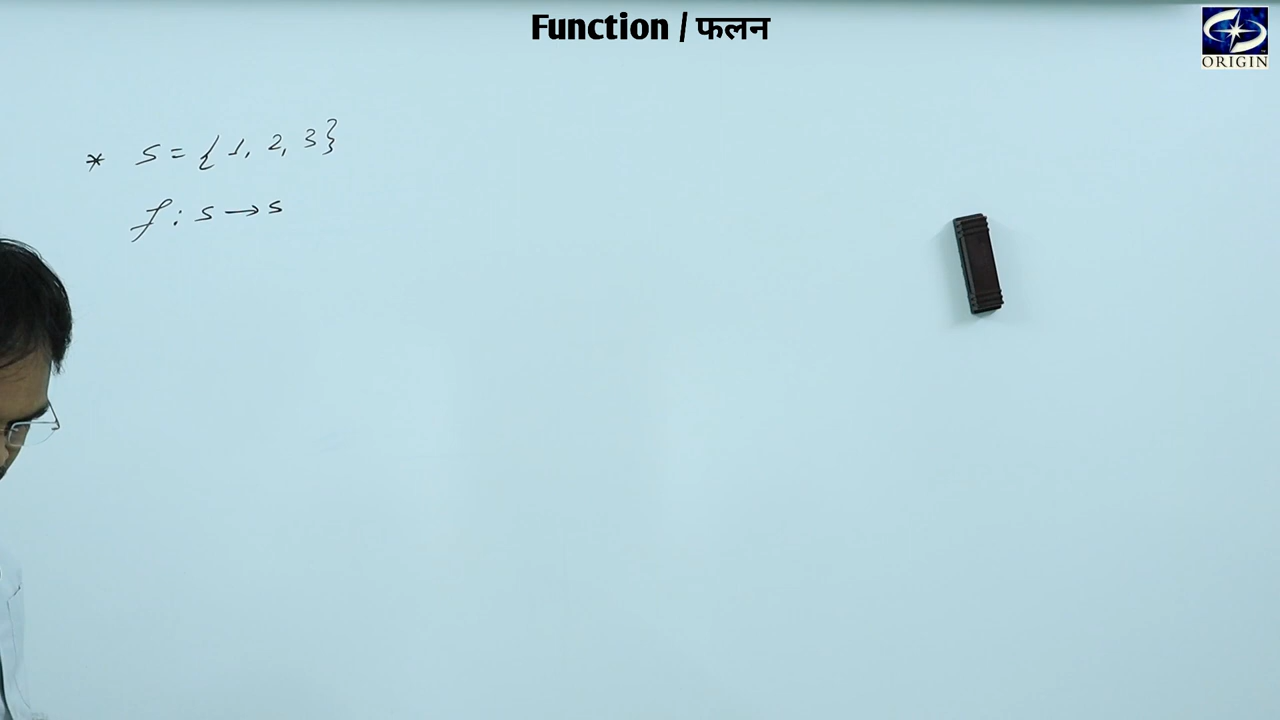 Function / फलन
ORIGIN
* S = {1, 2, 3}
f : s → s